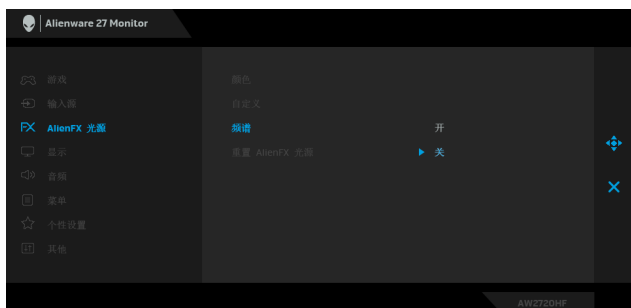 Alienware 27 Monitor
游戏
颜色
输入源
自定义
FX AlienFX 光源
频谱
开
显示
重置 AlienFX 光源
关
音频
菜单
个性设置
其他
AW2720HF